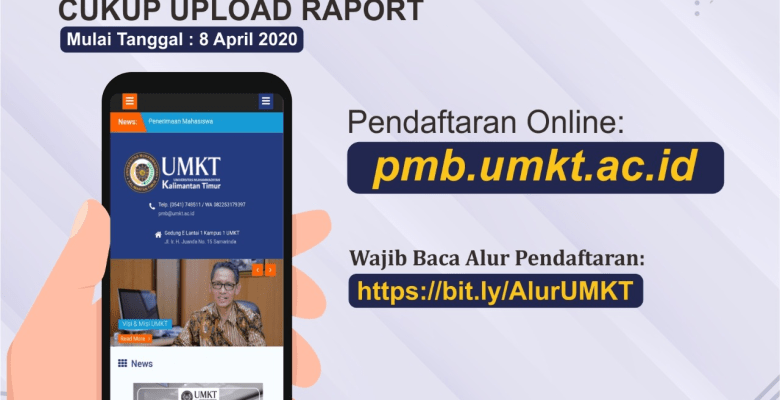 CUKUP UPLOAD RAPORT
Mulai Tanggal : 8 April 2020
News:
Penerimaan Mahasiswa
UMKT
Kalimantan Timur
Telp. (0541) 748511 / WA 082253179397
pmb@umkt.ac.id
Gedung E Lantai 1 Kampus 1 UMKT
Jl. Ir. H. Juanda No. 15 Samarinda
Visi & Misi UMKT
Read More
News
UMKT
Pendaftaran Online:
pmb.umkt.ac.id
Wajib Baca Alur Pendaftaran:
https://bit.ly/AlurUMKT